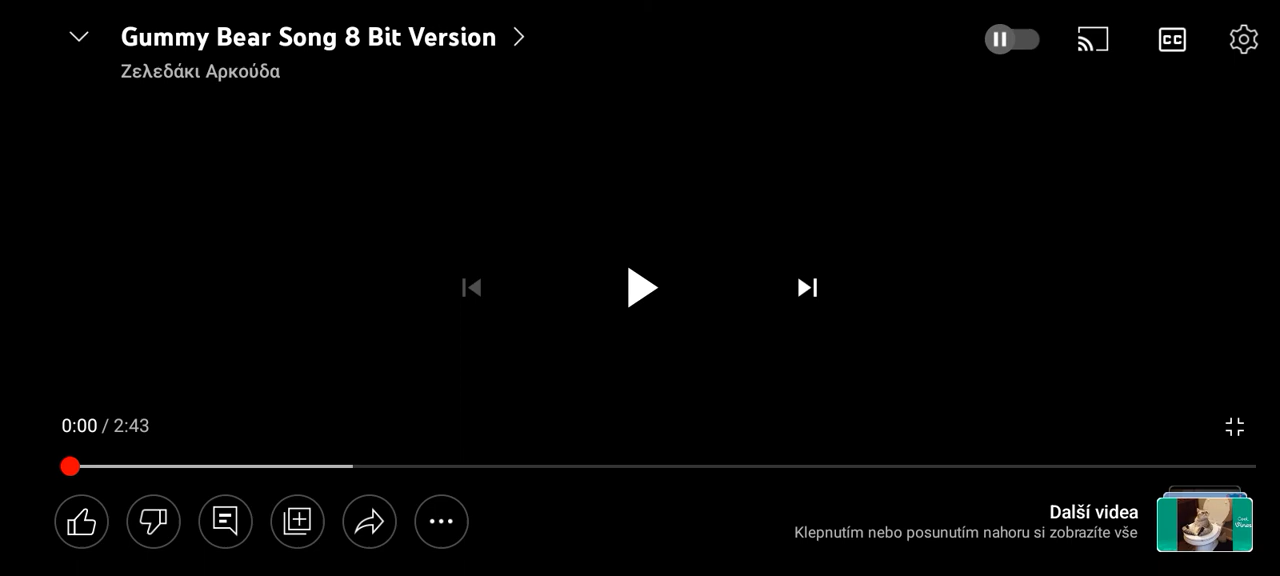 Gummy Bear Song 8 Bit Version
Ζελεδάκι Αρκούδα
CC
0:00 / 2:43
Další videa
Klepnutím nebo posunutím nahoru si zobrazíte vše